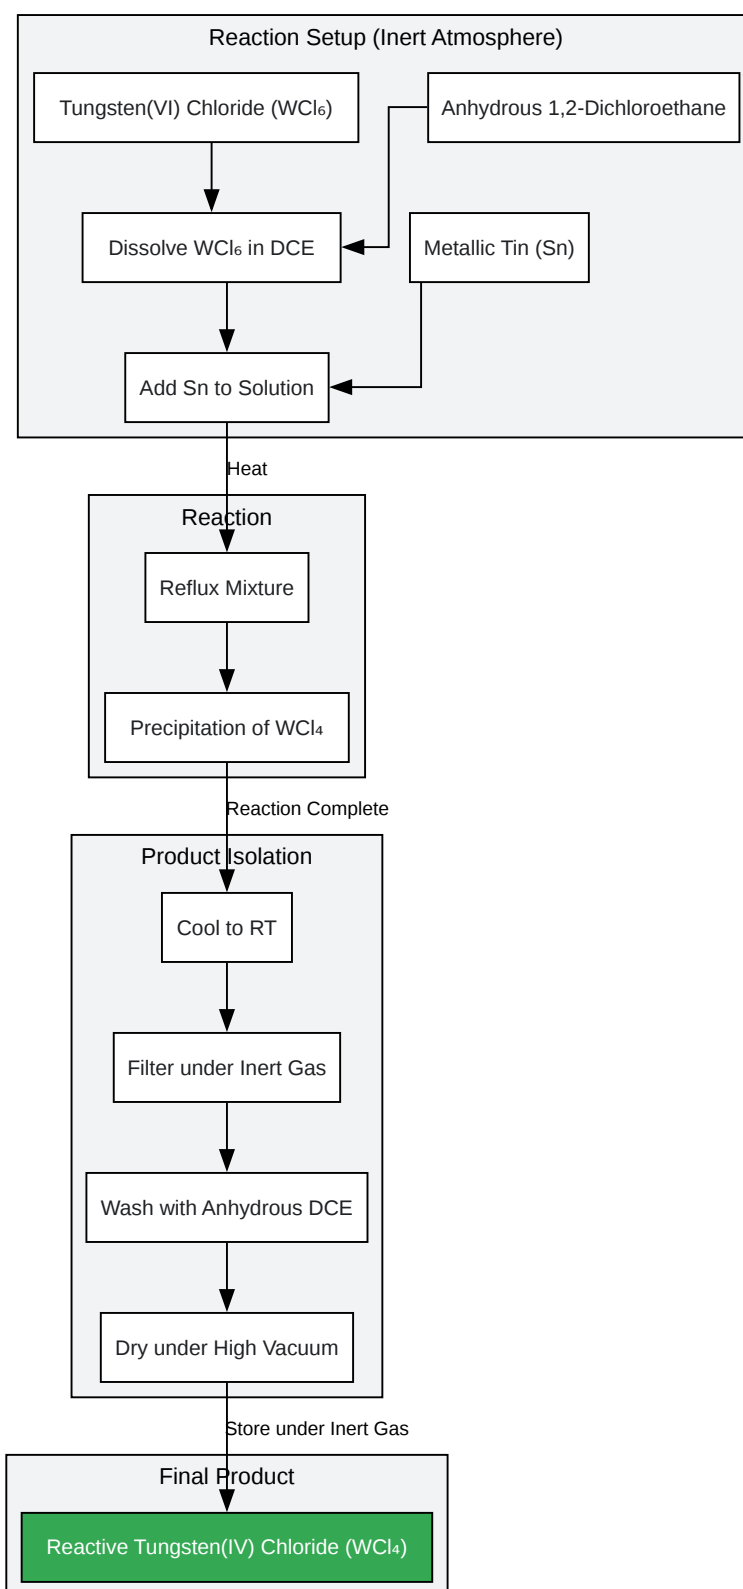 Reaction Setup (Inert Atmosphere)
Tungsten(VI) Chloride (WCl₆)
Anhydrous 1,2-Dichloroethane
Dissolve WCl₆ in DCE
Metallic Tin (Sn)
Add Sn to Solution
Heat
Reaction
Reflux Mixture
Precipitation of WCl₄
Reaction Complete
Product Isolation
Cool to RT
Filter under Inert Gas
Wash with Anhydrous DCE
Dry under High Vacuum
Store under Inert Gas
Final Product
Reactive Tungsten(IV) Chloride (WCl₄)